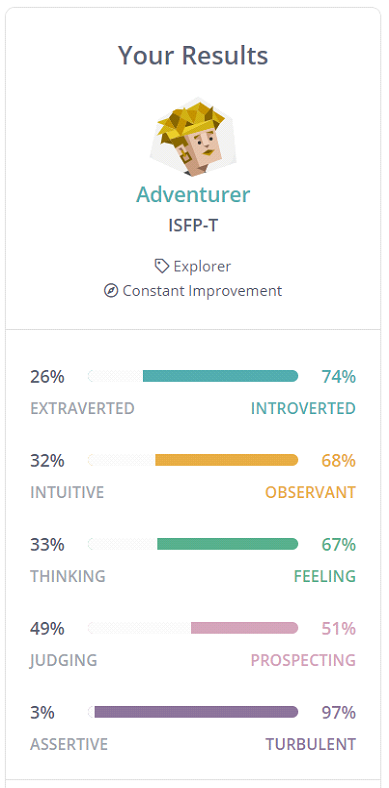 Your Results
Adventurer
ISFP-T
Explorer
Constant Improvement
26% 74%
EXTRAVERTED INTROVERTED
32% 68%
INTUITIVE OBSERVANT
33% 67%
THINKING FEELING
49% 51%
JUDGING PROSPECTING
3% 97%
ASSERTIVE TURBULENT